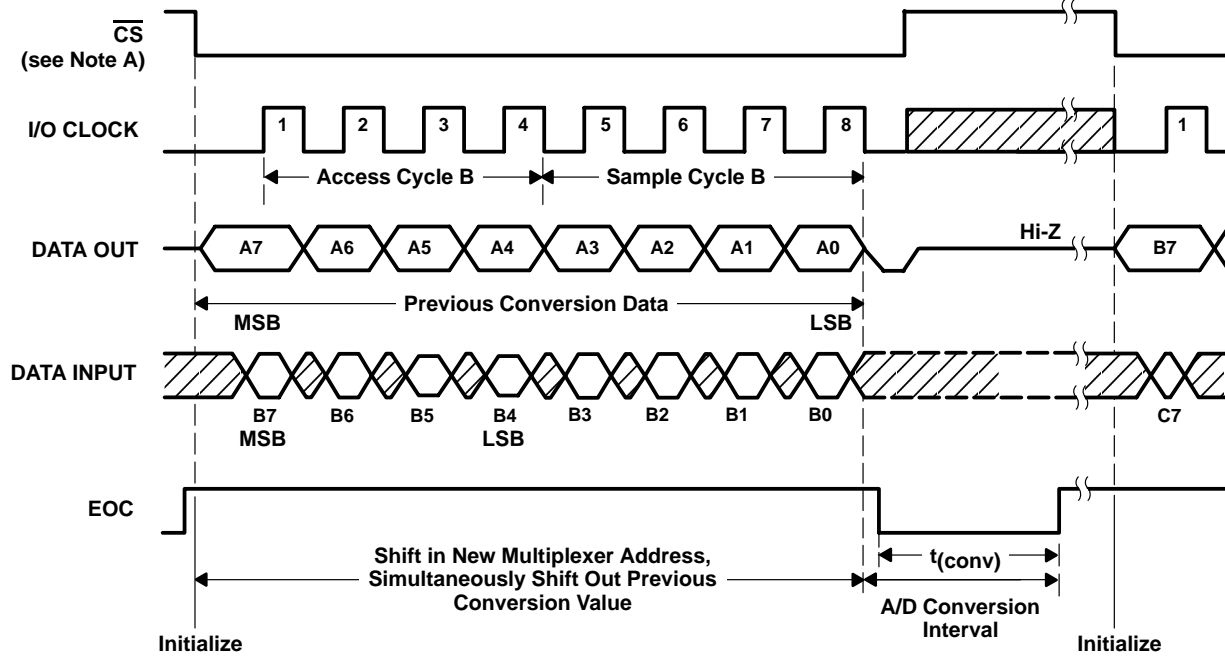 CS
(see Note A)
I/O CLOCK
1 2 3 4 5 6 7 8 1
Access Cycle B Sample Cycle B
DATA OUT
A7 A6 A5 A4 A3 A2 A1 A0 Hi-Z B7
Previous Conversion Data
MSB LSB
DATA INPUT
B7 B6 B5 B4 B3 B2 B1 B0 C7
MSB LSB
EOC
Shift in New Multiplexer Address,
Simultaneously Shift Out Previous
Conversion Value
t(conv)
A/D Conversion
Interval
Initialize Initialize